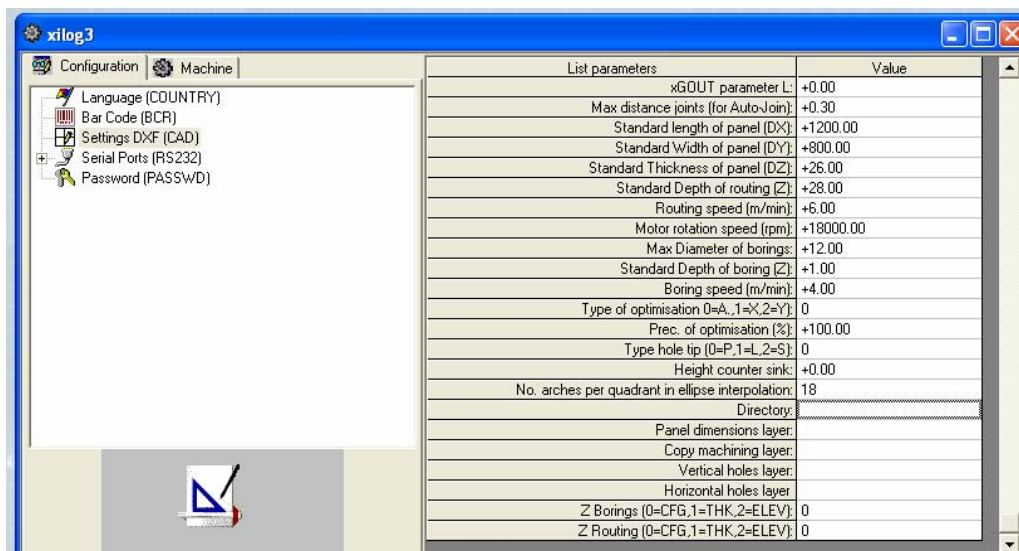 xilog3
Configuration Machine
Language (COUNTRY)
Bar Code (BCR)
Settings DXF (CAD)
Serial Ports (RS232)
Password (PASSWD)
List parameters Value
xGOUT parameter L: +0.00
Max distance joints (for Auto-Join): +0.30
Standard length of panel (DX): +1200.00
Standard Width of panel (DY): +800.00
Standard Thickness of panel (DZ): +26.00
Standard Depth of routing (Z): +28.00
Routing speed (m/min): +6.00
Motor rotation speed (rpm): +18000.00
Max Diameter of borings: +12.00
Standard Depth of boring (Z): +1.00
Boring speed (m/min): +4.00
Type of optimisation 0=A.,1=X,2=Y): 0
Prec. of optimisation (%): +100.00
Type hole tip (0=P,1=L,2=S): 0
Height counter sink: +0.00
No. arches per quadrant in ellipse interpolation: 18
Directory:
Panel dimensions layer:
Copy machining layer:
Vertical holes layer:
Horizontal holes layer
Z Borings (0=CFG,1=THK,2=ELEV): 0
Z Routing (0=CFG,1=THK,2=ELEV): 0